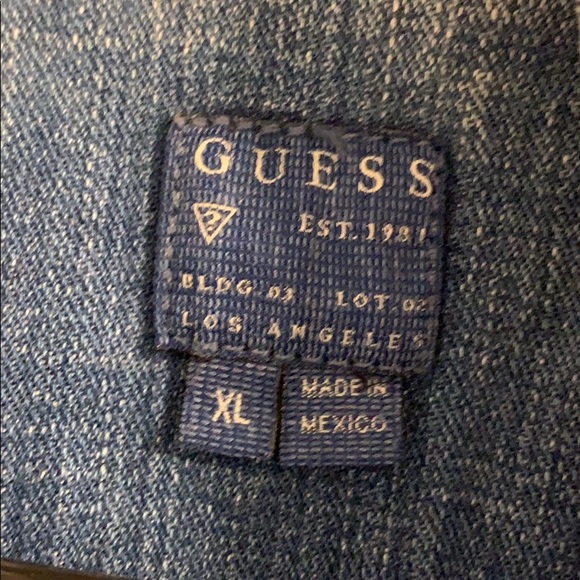 GUESS
?
EST. 1981
BLDG 03 LOT 02
LOS ANGELES
XL
MADE IN
MEXICO